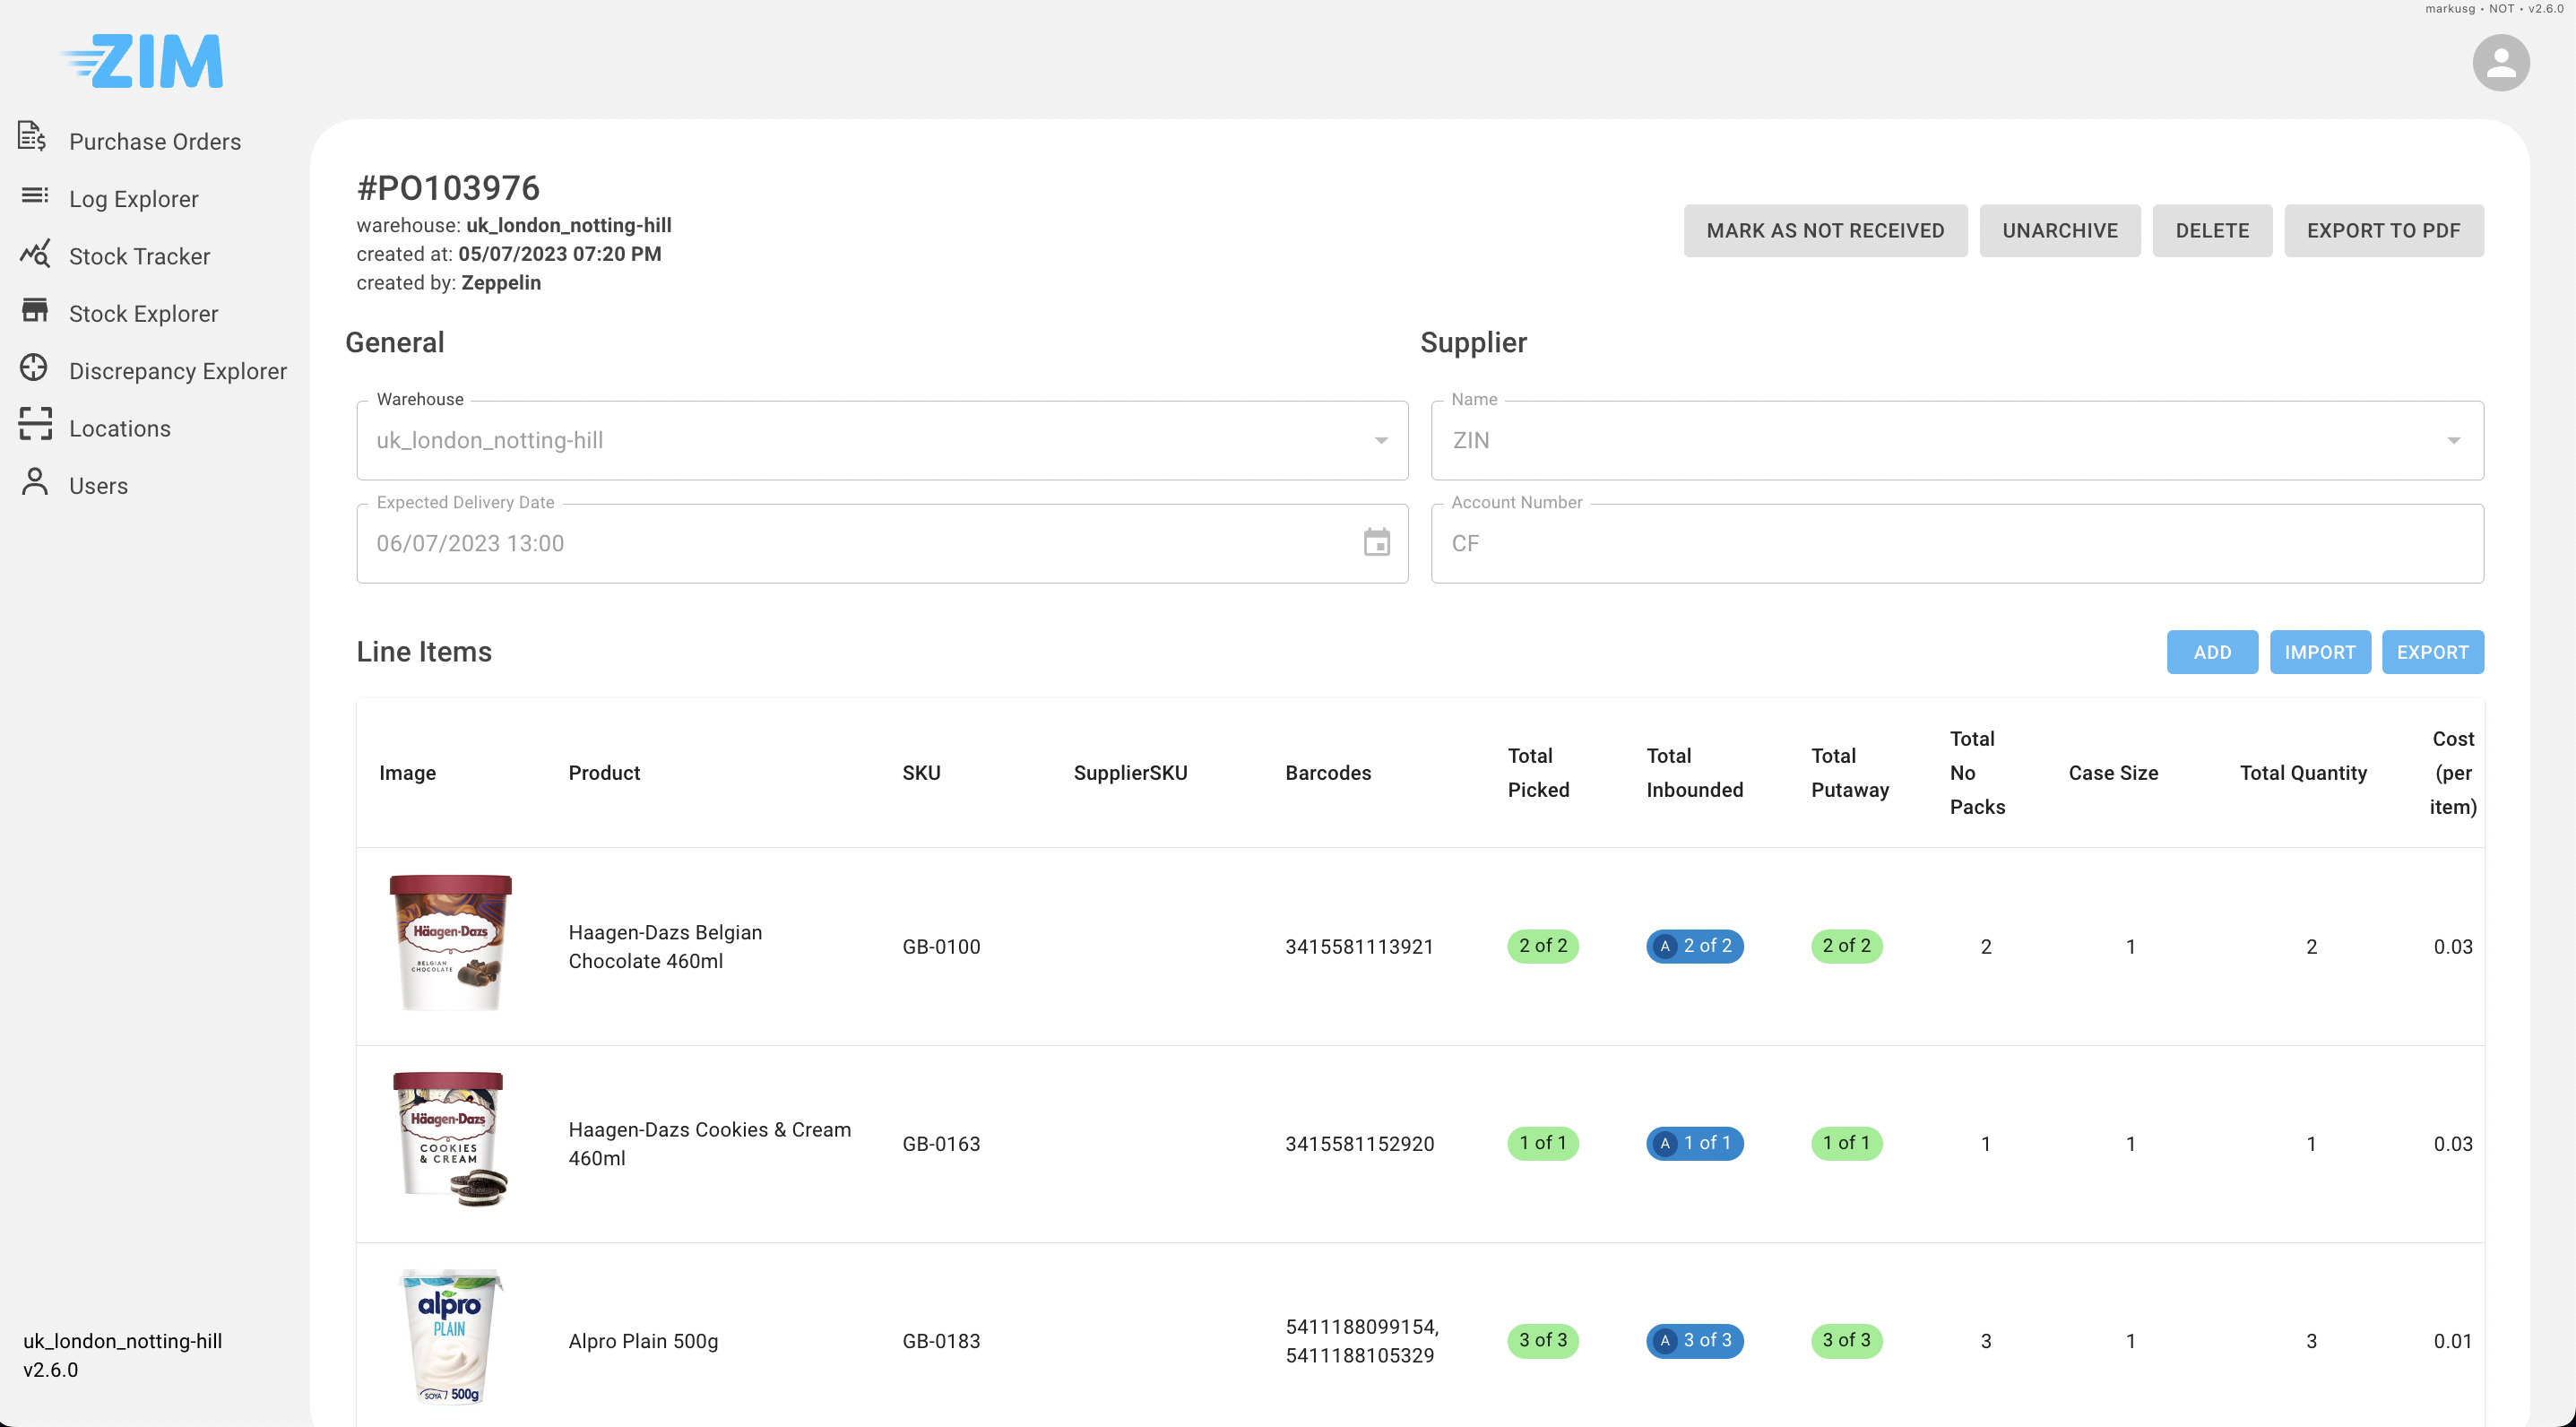 markusg • NOT • v2.6.0
ZIM
Purchase Orders
Log Explorer
Stock Tracker
Stock Explorer
Discrepancy Explorer
Locations
Users
uk_london_notting-hill
v2.6.0
#PO103976
warehouse: uk_london_notting-hill
created at: 05/07/2023 07:20 PM
created by: Zeppelin
MARK AS NOT RECEIVED
UNARCHIVE
DELETE
EXPORT TO PDF
General
Warehouse
uk_london_notting-hill
Expected Delivery Date
06/07/2023 13:00
Supplier
Name
ZIN
Account Number
CF
Line Items
ADD
IMPORT
EXPORT
Image
Product
SKU
SupplierSKU
Barcodes
Total
Picked
Total
Inbounded
Total
Putaway
Total
No
Packs
Case Size
Total Quantity
Cost
(per
item)
Häagen-Dazs
BELGIAN
CHOCOLATE
Haagen-Dazs Belgian
Chocolate 460ml
GB-0100
3415581113921
2 of 2
A 2 of 2
2 of 2
2
1
2
0.03
Häagen-Dazs
COOKIES
& CREAM
Haagen-Dazs Cookies & Cream
460ml
GB-0163
3415581152920
1 of 1
A 1 of 1
1 of 1
1
1
1
0.03
alpro
PLAIN
SOYA 500g
Alpro Plain 500g
GB-0183
5411188099154,
5411188105329
3 of 3
A 3 of 3
3 of 3
3
1
3
0.01